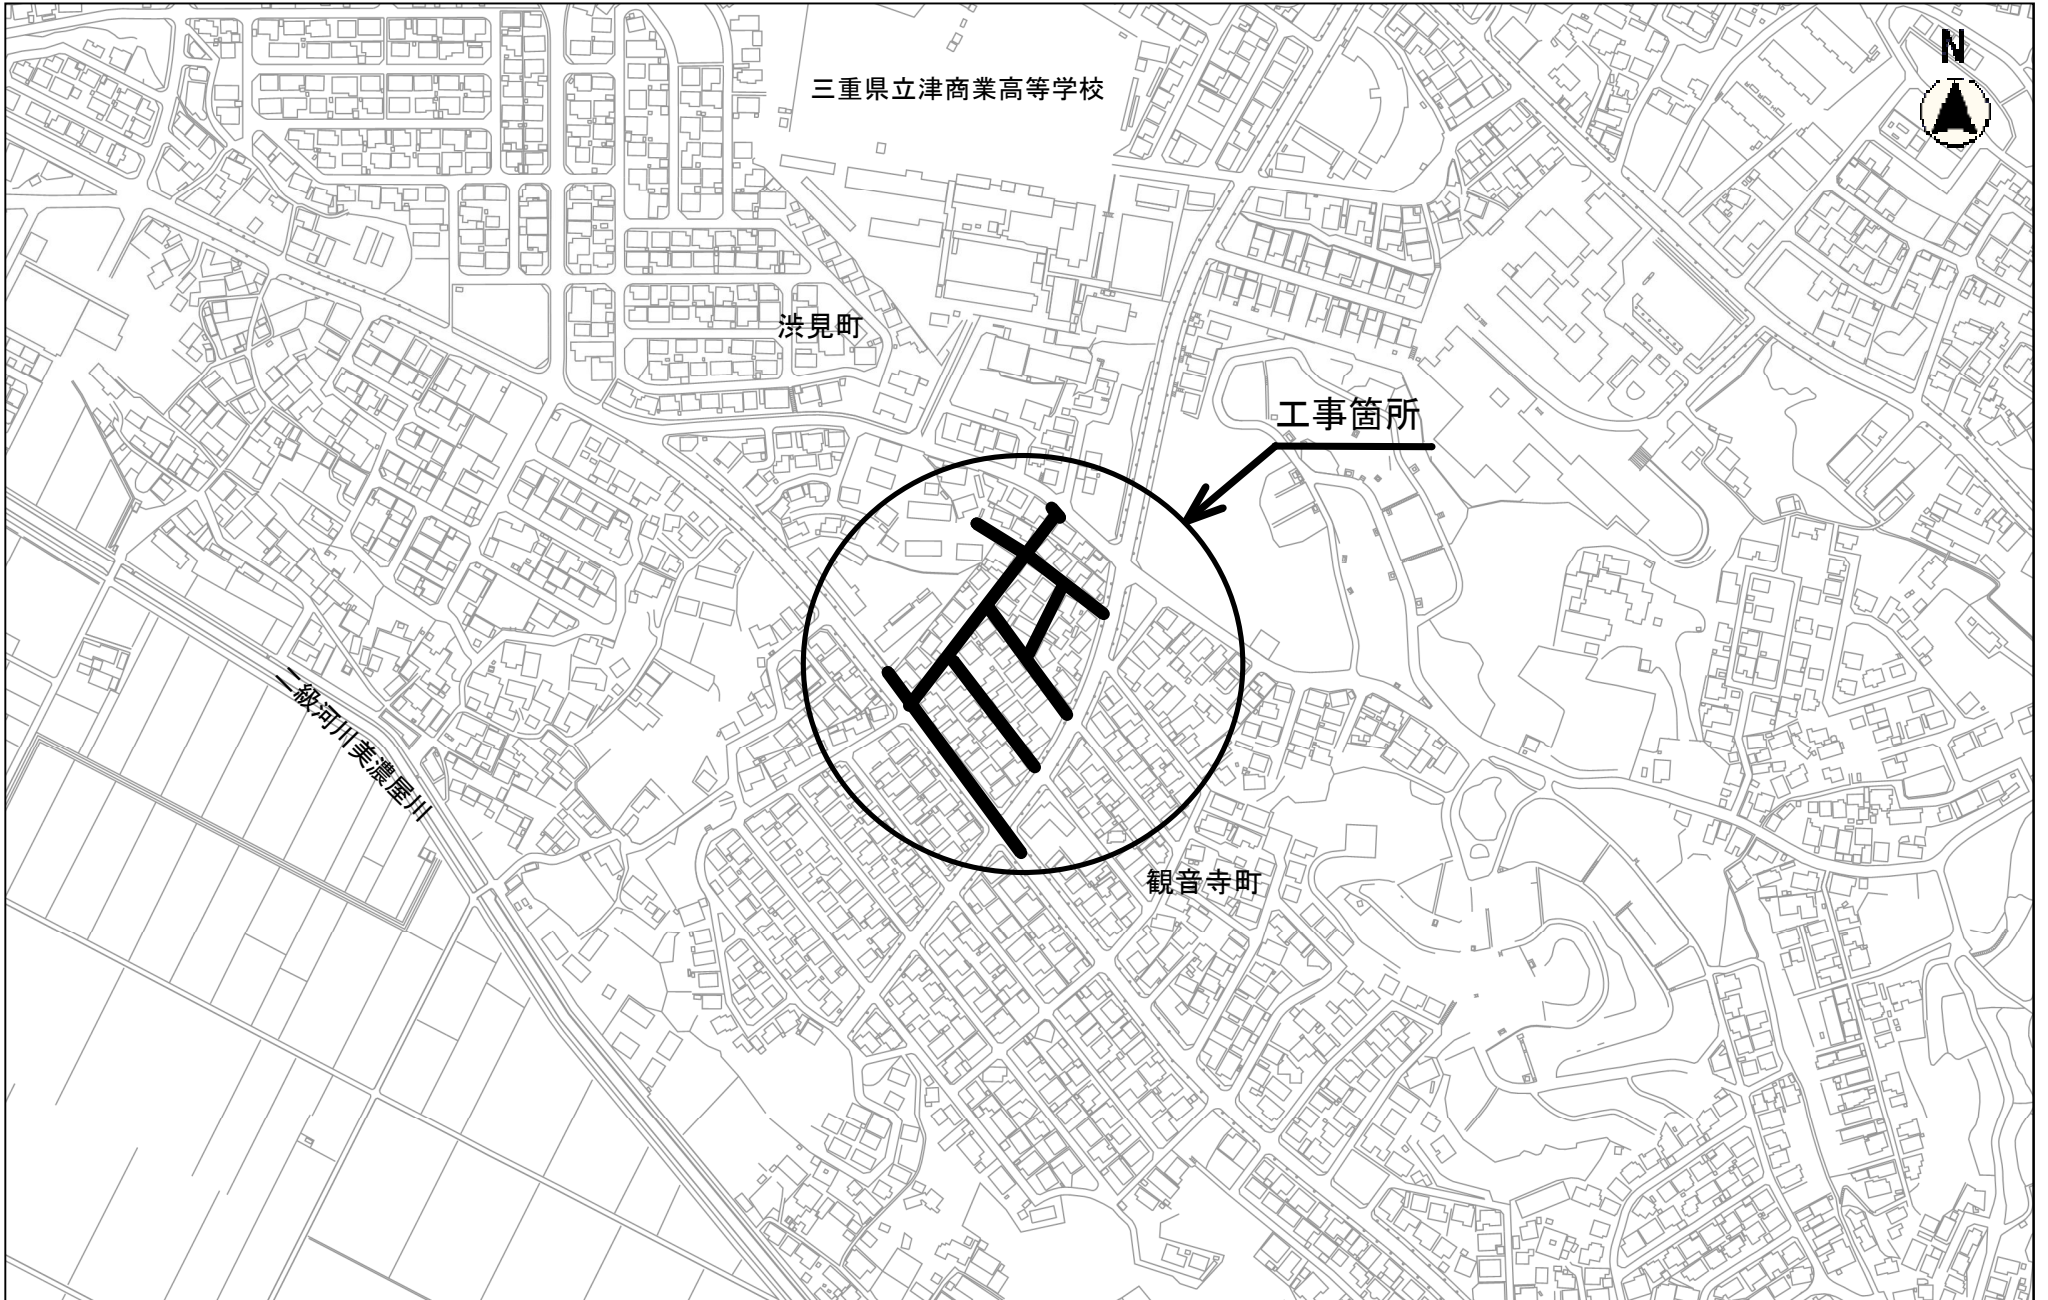 N
三重県立津商業高等学校
渋見町
工事箇所
二級河川美濃屋川
観音寺町